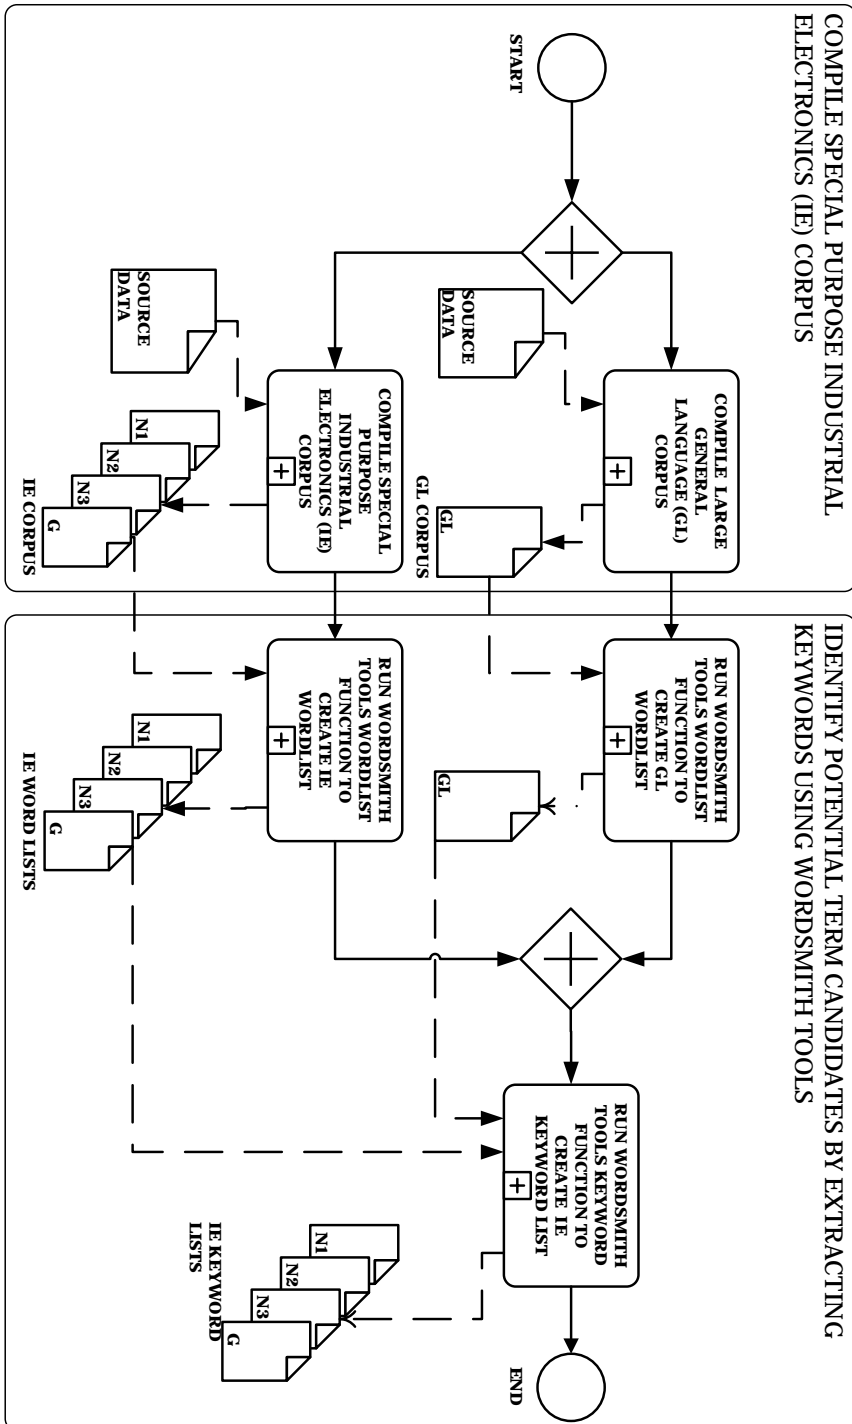 COMPILE SPECIAL PURPOSE INDUSTRIAL
ELECTRONICS (IE) CORPUS
START
COMPILE LARGE
GENERAL
LANGUAGE (GL)
CORPUS
SOURCE
DATA
GL
GL CORPUS
COMPILE SPECIAL
PURPOSE
INDUSTRIAL
ELECTRONICS (IE)
CORPUS
SOURCE
DATA
N1
N2
N3
G
IE CORPUS
IDENTIFY POTENTIAL TERM CANDIDATES BY EXTRACTING
KEYWORDS USING WORDSMITH TOOLS
RUN WORDSMITH
TOOLS WORDLIST
FUNCTION TO
CREATE GL
WORDLIST
GL
RUN WORDSMITH
TOOLS WORDLIST
FUNCTION TO
CREATE IE
WORDLIST
N1
N2
N3
G
IE WORD LISTS
RUN WORDSMITH
TOOLS KEYWORD
FUNCTION TO
CREATE IE
KEYWORD LIST
N1
N2
N3
G
IE KEYWORD
LISTS
END